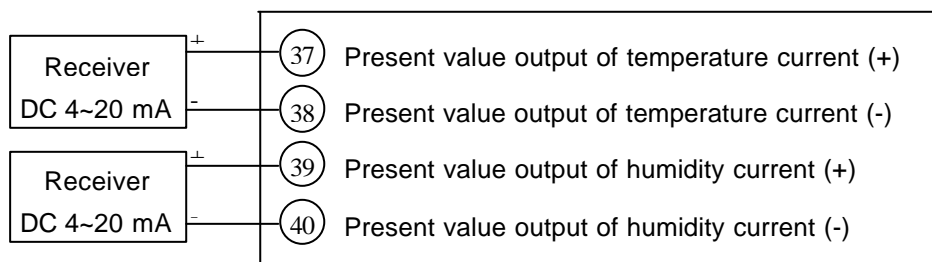 +
37 Present value output of temperature current (+)
Receiver
DC 4~20 mA
-
38 Present value output of temperature current (-)
+
39 Present value output of humidity current (+)
Receiver
DC 4~20 mA
-
40 Present value output of humidity current (-)